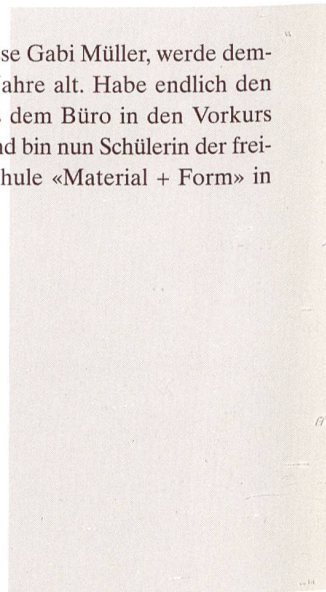 se Gabi Müller, werde dem-
ahre alt. Habe endlich den
dem Büro in den Vorkurs
d bin nun Schülerin der frei-
hule «Material + Form» in